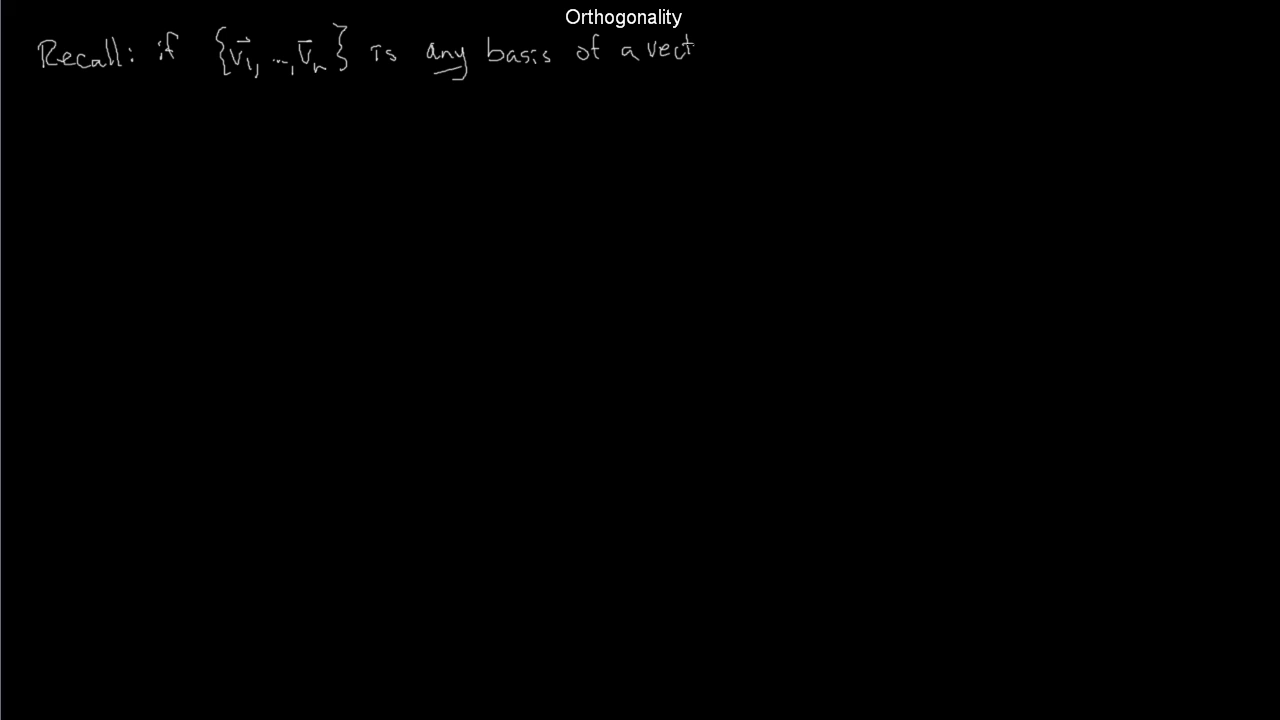 Orthogonality
Recall: if {v⃗₁, ..., v̅ₙ} is any basis of a vect